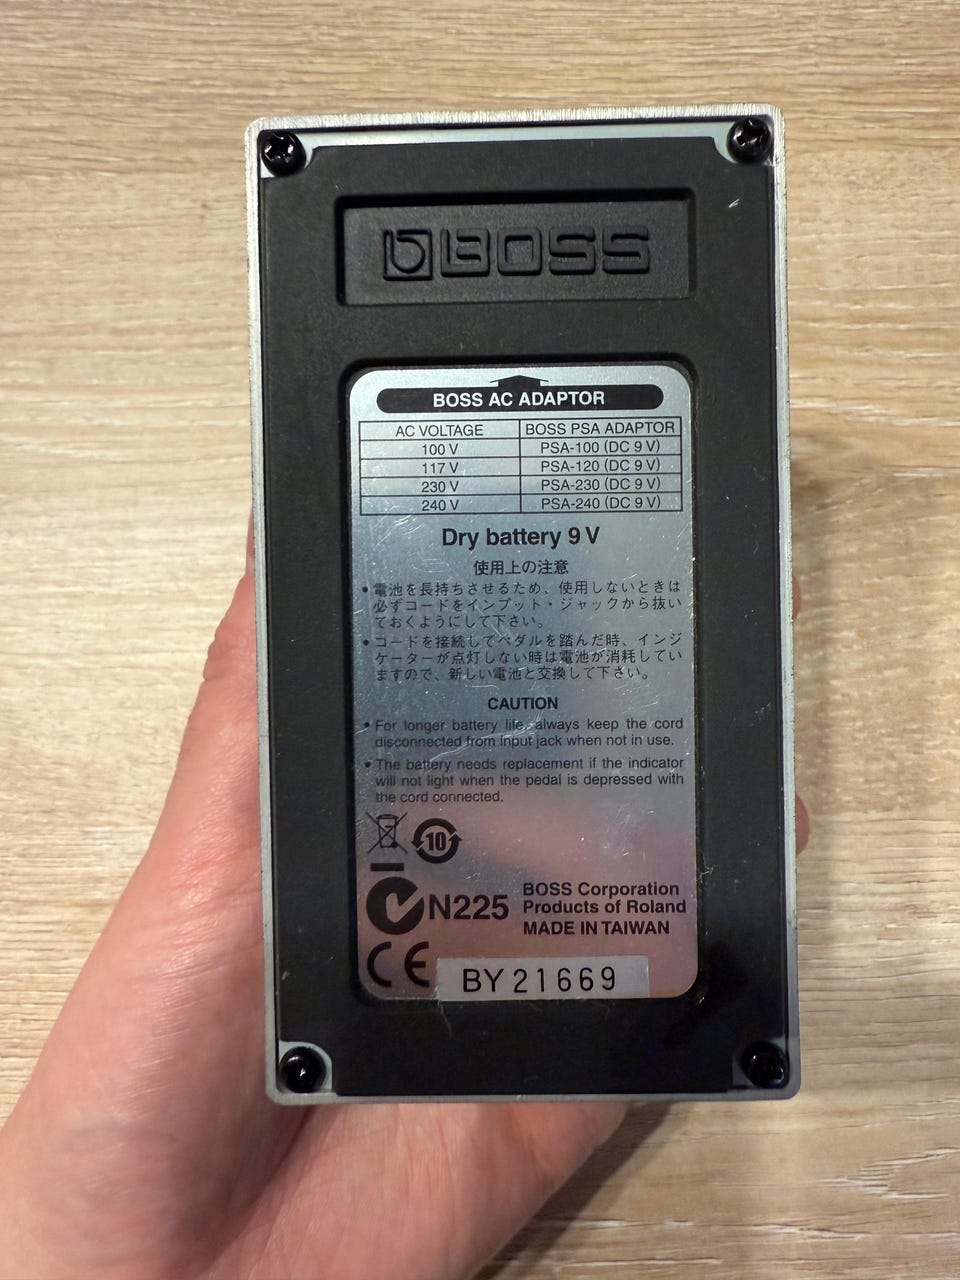 BOSS
BOSS AC ADAPTOR
AC VOLTAGE BOSS PSA ADAPTOR
100 V PSA-100 (DC 9 V)
117 V PSA-120 (DC 9 V)
230 V PSA-230 (DC 9 V)
240 V PSA-240 (DC 9 V)
Dry battery 9 V
使用上の注意
• 電池を長持ちさせるため、使用しないときは
必ずコードをインプット・ジャックから抜い
ておくようにして下さい。
• コードを接続してペダルを踏んだ時、インジ
ケーターが点灯しない時は電池が消耗してい
ますので、新しい電池と交換して下さい。
CAUTION
• For longer battery life, always keep the cord
disconnected from input jack when not in use.
• The battery needs replacement if the indicator
will not light when the pedal is depressed with
the cord connected.
10
N225
BOSS Corporation
Products of Roland
MADE IN TAIWAN
CE
BY21669